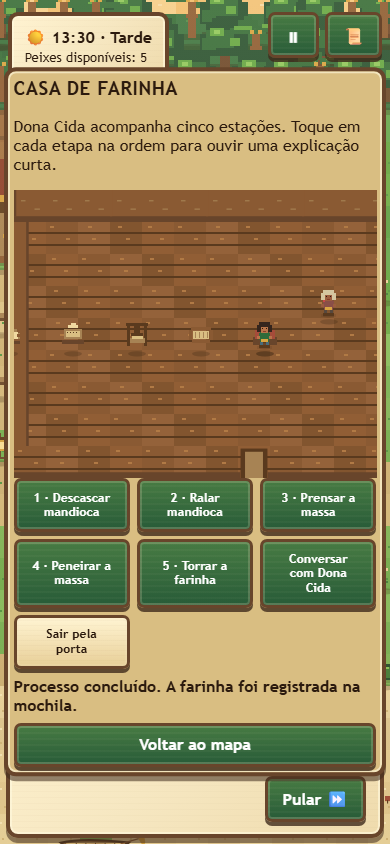 13:30 · Tarde
Peixes disponíveis: 5
CASA DE FARINHA
Dona Cida acompanha cinco estações. Toque em
cada etapa na ordem para ouvir uma explicação
curta.
1 · Descascar
mandioca
2 · Ralar
mandioca
3 · Prensar a
massa
4 · Peneirar a
massa
5 · Torrar a
farinha
Conversar
com Dona
Cida
Sair pela
porta
Processo concluído. A farinha foi registrada na
mochila.
Voltar ao mapa
Pular